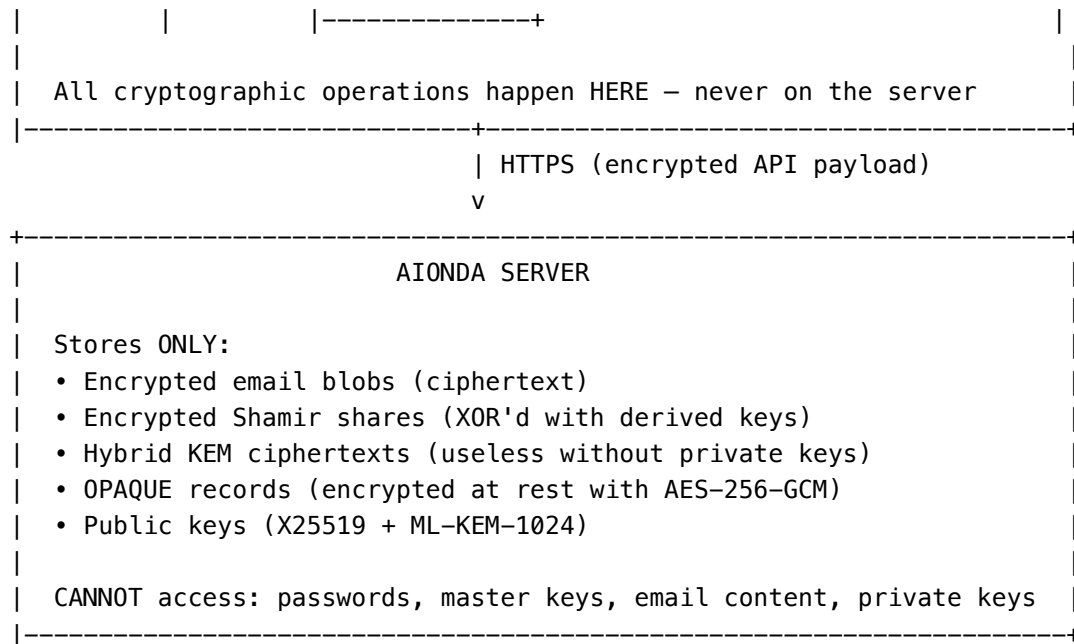 All cryptographic operations happen HERE — never on the server
HTTPS (encrypted API payload)
v
AIONDA SERVER
Stores ONLY:
• Encrypted email blobs (ciphertext)
• Encrypted Shamir shares (XOR'd with derived keys)
• Hybrid KEM ciphertexts (useless without private keys)
• OPAQUE records (encrypted at rest with AES-256-GCM)
• Public keys (X25519 + ML-KEM-1024)
CANNOT access: passwords, master keys, email content, private keys